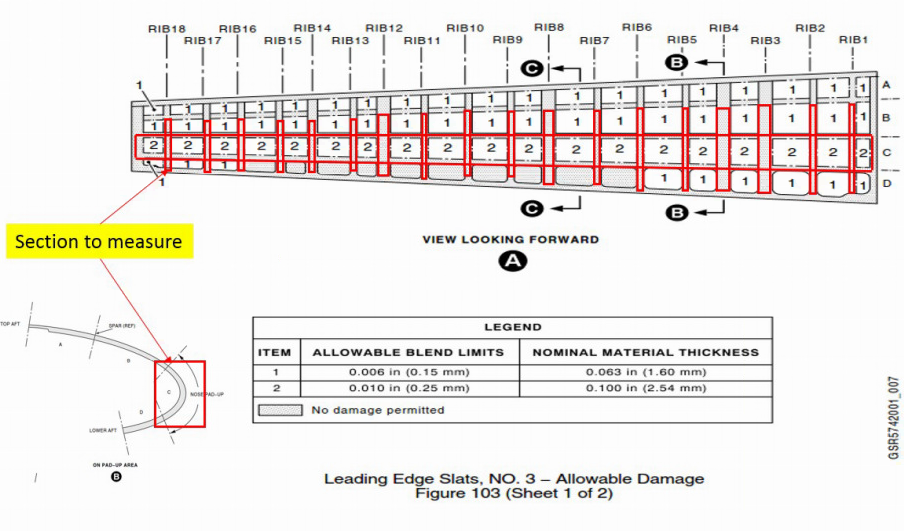 RIB18 RIB16 RIB14 RIB12 RIB10 RIB8 RIB6 RIB4 RIB2
RIB17 RIB15 RIB13 RIB11 RIB9 RIB7 RIB5 RIB3 RIB1
C B
1
1 1 1 1 1 1 1 1 1 1 1 1 1 1 1 1 1 1 A
1 1 1 1 1 1 1 1 1 1 1 1 1 1 1 1 1 1 1 B
2 2 2 2 2 2 2 2 2 2 2 2 2 2 2 2 2 2 2 C
1 1 1 1 1 1 1 1 D
1
C B
Section to measure
VIEW LOOKING FORWARD
A
TOP AFT
SPAR (REF)
A
B
C
NOSE PAD-UP
D
LOWER AFT
ON PAD-UP AREA
B
LEGEND
ITEM ALLOWABLE BLEND LIMITS NOMINAL MATERIAL THICKNESS
1 0.006 in (0.15 mm) 0.063 in (1.60 mm)
2 0.010 in (0.25 mm) 0.100 in (2.54 mm)
No damage permitted
GSR5742001_007
Leading Edge Slats, NO. 3 – Allowable Damage
Figure 103 (Sheet 1 of 2)